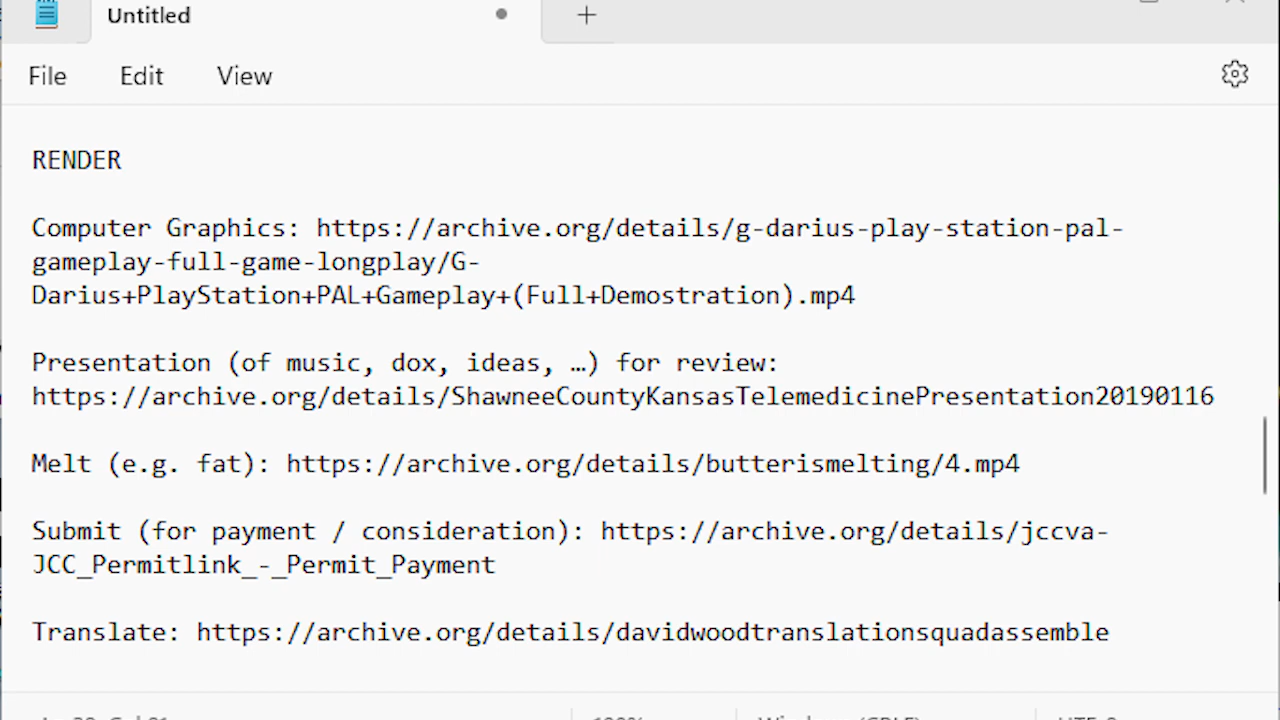 Untitled
File Edit View
RENDER
Computer Graphics: https://archive.org/details/g-darius-play-station-pal-
gameplay-full-game-longplay/G-
Darius+PlayStation+PAL+Gameplay+(Full+Demostration).mp4
Presentation (of music, dox, ideas, …) for review:
https://archive.org/details/ShawneeCountyKansasTelemedicinePresentation20190116
Melt (e.g. fat): https://archive.org/details/butterismelting/4.mp4
Submit (for payment / consideration): https://archive.org/details/jccva-
JCC_Permitlink_-_Permit_Payment
Translate: https://archive.org/details/davidwoodtranslationsquadassemble